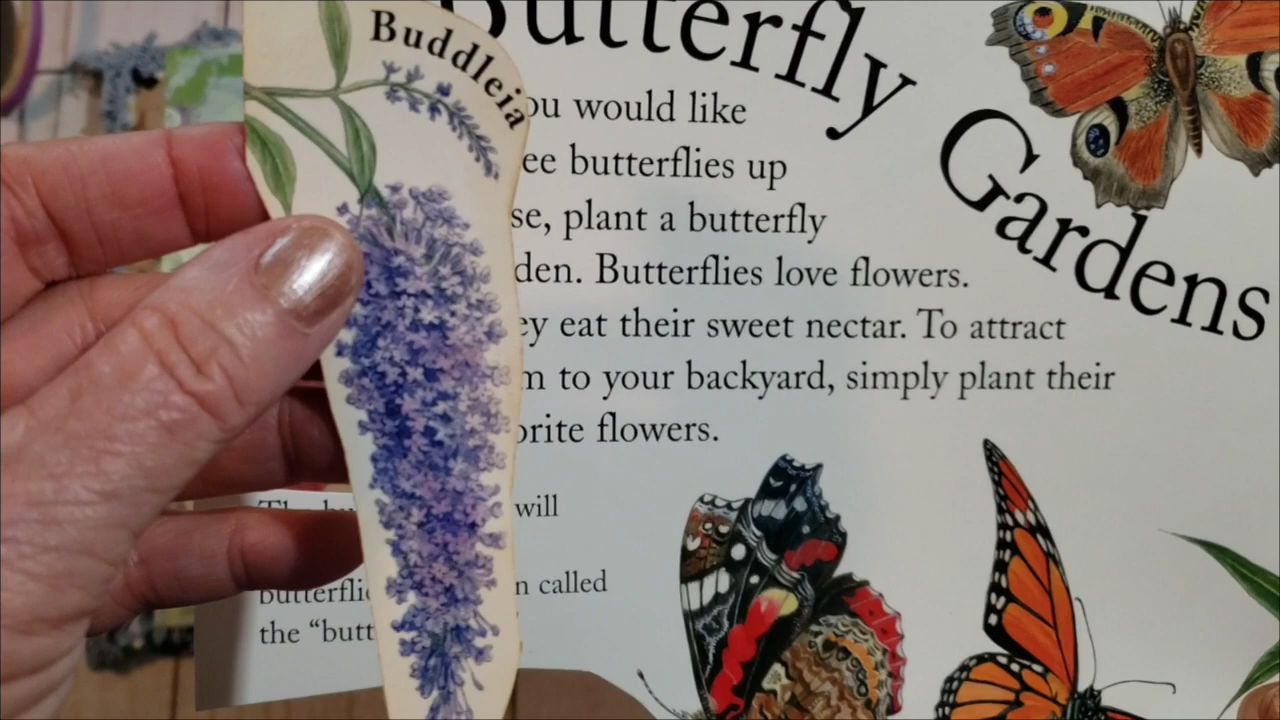 Buddleia
Butterfly
Gardens
ou would like
ee butterflies up
se, plant a butterfly
den. Butterflies love flowers.
ey eat their sweet nectar. To attract
m to your backyard, simply plant their
orite flowers.
will
butterflie n called
the “butt